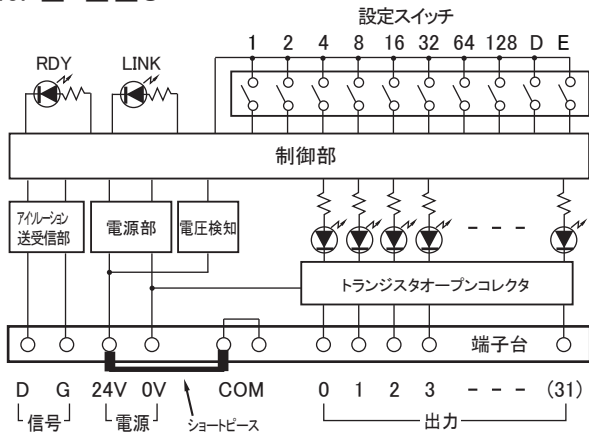 設定スイッチ
1 2 4 8 16 32 64 128 D E
RDY LINK
制御部
アイソレーション
送受信部
電源部
電圧検知
トランジスタオープンコレクタ
端子台
D G 24V 0V COM 0 1 2 3 - - - (31)
信号 電源 ショートピース 出力